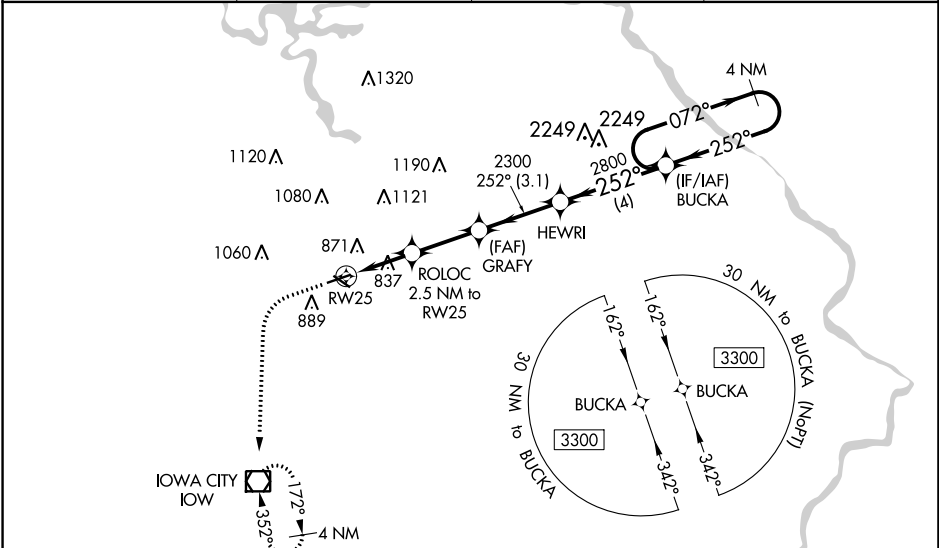 1320
4 NM
2249
2249
072°
252°
1120
1190
2300
252° (3.1)
2800
252°
(4)
(IF/IAF)
BUCKA
1080
1121
HEWRI
(FAF)
GRAFY
1060
871
837
ROLOC
2.5 NM to
RW25
RW25
889
30 NM to BUCKA
162°
BUCKA
3300
342°
30 NM to BUCKA (NoPT)
162°
3300
BUCKA
342°
IOWA CITY
IOW
172°
4 NM
352°